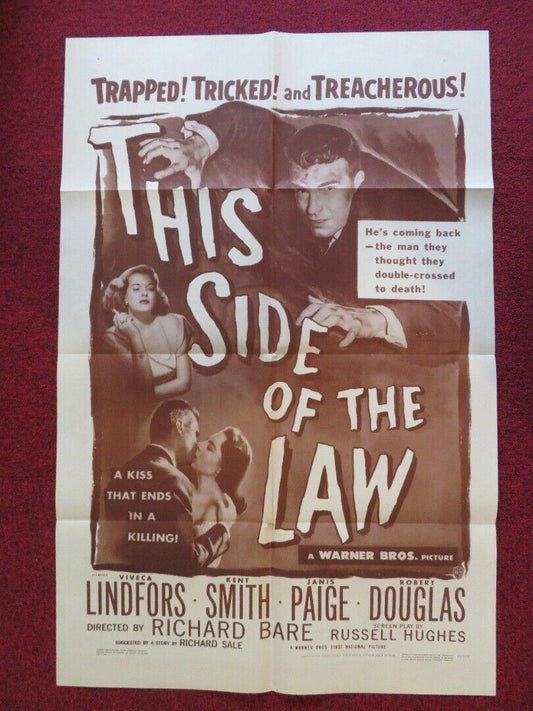 TRAPPED! TRICKED! and TREACHEROUS!
THIS
SIDE
OF THE
LAW
He's coming back
—the man they
thought they
double-crossed
to death!
A KISS
THAT ENDS
IN A
KILLING!
A WARNER BROS. PICTURE
STARRING
VIVECA LINDFORS · KENT SMITH · JANIS PAIGE · ROBERT DOUGLAS
DIRECTED BY RICHARD BARE
SCREEN PLAY BY RUSSELL HUGHES
SUGGESTED BY A STORY BY RICHARD SALE
A WARNER BROS. FIRST NATIONAL PICTURE